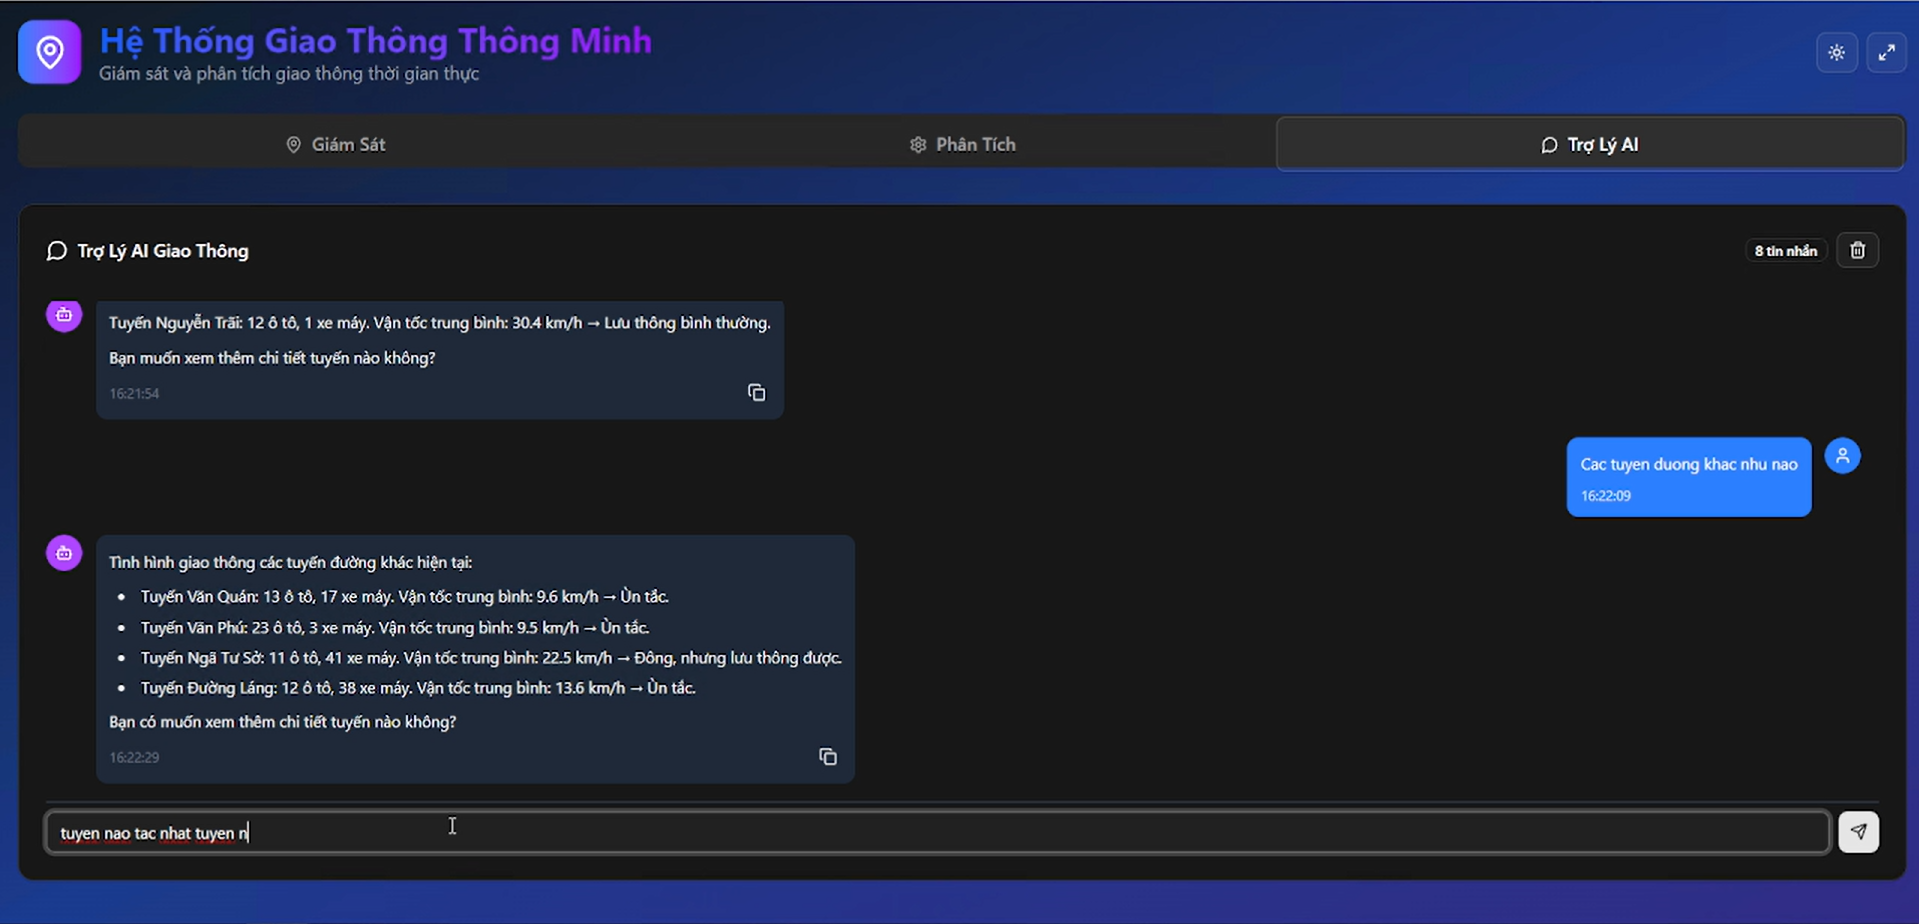 Hệ Thống Giao Thông Thông Minh
Giám sát và phân tích giao thông thời gian thực
Giám Sát
Phân Tích
Trợ Lý AI
Trợ Lý AI Giao Thông
8 tin nhắn
Tuyến Nguyễn Trãi: 12 ô tô, 1 xe máy. Vận tốc trung bình: 30.4 km/h → Lưu thông bình thường.
Bạn muốn xem thêm chi tiết tuyến nào không?
16:21:54
Cac tuyen duong khac nhu nao
16:22:09
Tình hình giao thông các tuyến đường khác hiện tại:
• Tuyến Văn Quán: 13 ô tô, 17 xe máy. Vận tốc trung bình: 9.6 km/h → Ùn tắc.
• Tuyến Văn Phú: 23 ô tô, 3 xe máy. Vận tốc trung bình: 9.5 km/h → Ùn tắc.
• Tuyến Ngã Tư Sở: 11 ô tô, 41 xe máy. Vận tốc trung bình: 22.5 km/h → Đông, nhưng lưu thông được.
• Tuyến Đường Láng: 12 ô tô, 38 xe máy. Vận tốc trung bình: 13.6 km/h → Ùn tắc.
Bạn có muốn xem thêm chi tiết tuyến nào không?
16:22:29
tuyen nao tac nhat tuyen n